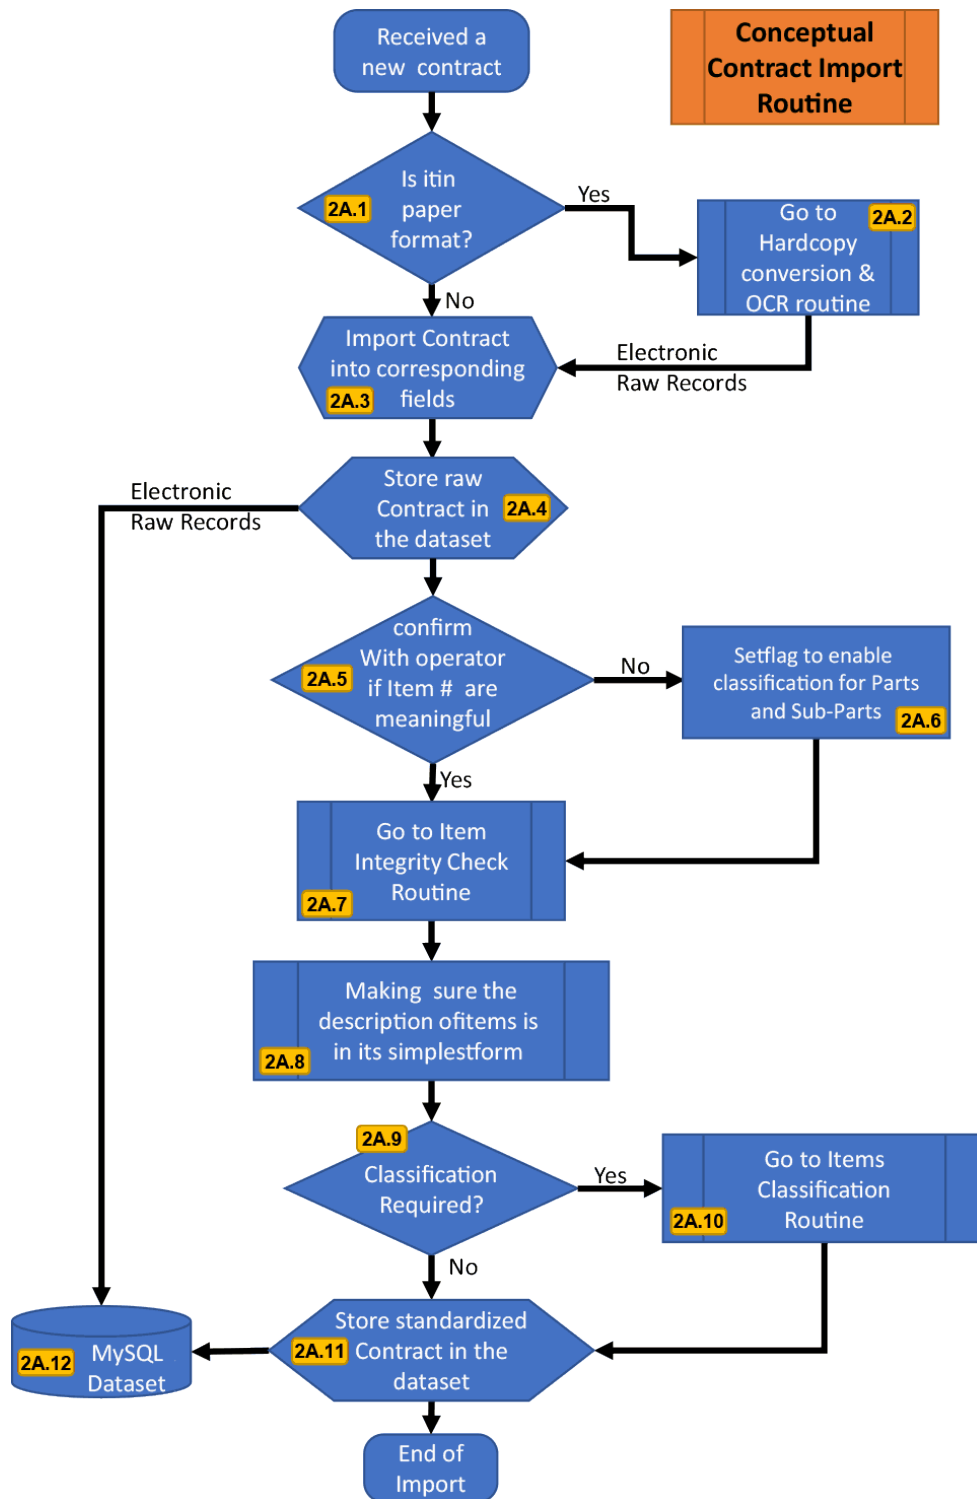 Received a
new contract
Conceptual
Contract Import
Routine
2A.1
Is itin
paper
format?
Yes
2A.2
Go to
Hardcopy
conversion &
OCR routine
No
Import Contract
into corresponding
fields
2A.3
Electronic
Raw Records
Store raw
Contract in
the dataset
2A.4
Electronic
Raw Records
confirm
With operator
if Item # are
meaningful
2A.5
No
Setflag to enable
classification for Parts
and Sub-Parts
2A.6
Yes
Go to Item
Integrity Check
Routine
2A.7
Making sure the
description ofitems is
in its simplestform
2A.8
2A.9
Classification
Required?
Yes
Go to Items
Classification
Routine
2A.10
No
Store standardized
Contract in the
dataset
2A.11
2A.12
MySQL
Dataset
End of
Import